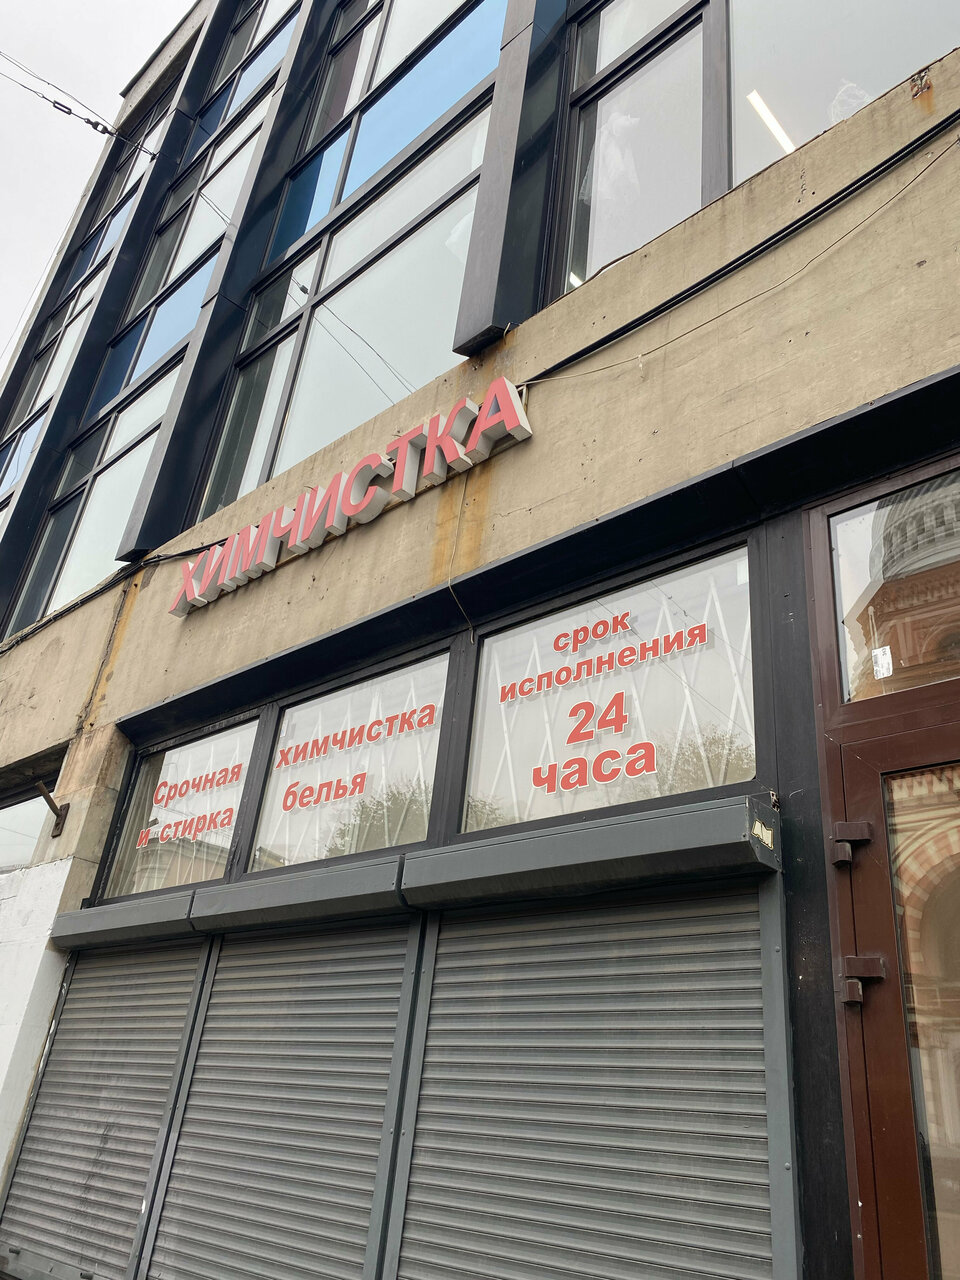 ХИМЧИСТКА
Срочная химчистка
и стирка белья
срок
исполнения
24
часа